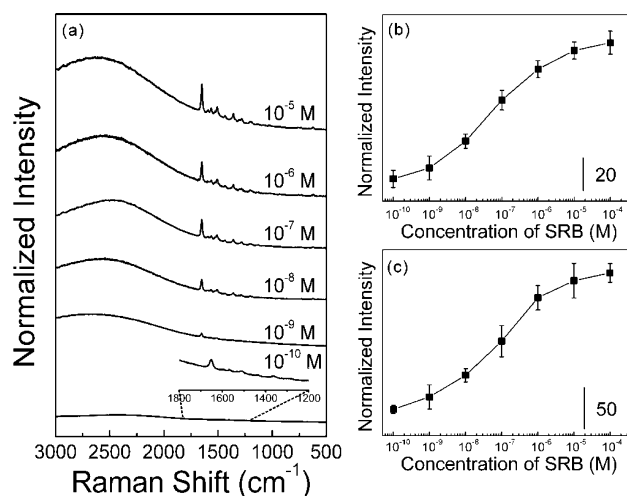 (a)
Normalized Intensity
10⁻⁵ M
10⁻⁶ M
10⁻⁷ M
10⁻⁸ M
10⁻⁹ M
10⁻¹⁰ M
1800 1600 1400 1200
3000 2500 2000 1500 1000 500
Raman Shift (cm⁻¹)
(b)
Normalized Intensity
20
10⁻¹⁰ 10⁻⁹ 10⁻⁸ 10⁻⁷ 10⁻⁶ 10⁻⁵ 10⁻⁴
Concentration of SRB (M)
(c)
Normalized Intensity
50
10⁻¹⁰ 10⁻⁹ 10⁻⁸ 10⁻⁷ 10⁻⁶ 10⁻⁵ 10⁻⁴
Concentration of SRB (M)